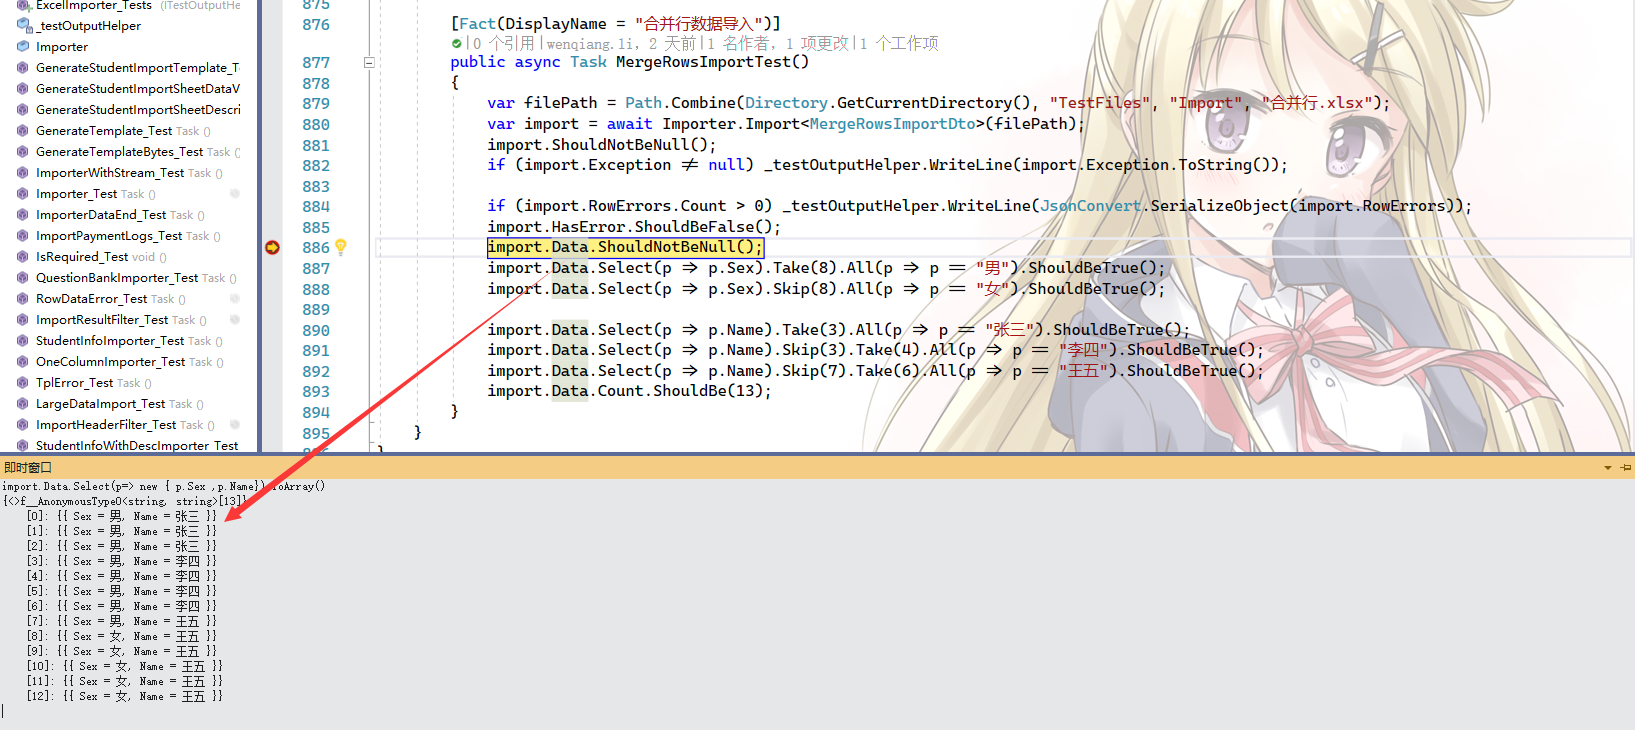 ExcelImporter_Tests (ITestOutputHe
_testOutputHelper
Importer
GenerateStudentImportTemplate_T
GenerateStudentImportSheetDataV
GenerateStudentImportSheetDescri
GenerateTemplate_Test Task ()
GenerateTemplateBytes_Test Task ()
ImporterWithStream_Test Task ()
Importer_Test Task ()
ImporterDataEnd_Test Task ()
ImportPaymentLogs_Test Task ()
IsRequired_Test void ()
QuestionBankImporter_Test Task ()
RowDataError_Test Task ()
ImportResultFilter_Test Task ()
StudentInfoImporter_Test Task ()
OneColumnImporter_Test Task ()
TplError_Test Task ()
LargeDataImport_Test Task ()
ImportHeaderFilter_Test Task ()
StudentInfoWithDescImporter_Test
875
876 [Fact(DisplayName = "合并行数据导入")]
|0 个引用|wenqiang.li, 2 天前|1 名作者, 1 项更改|1 个工作项
877 public async Task MergeRowsImportTest()
878 {
879 var filePath = Path.Combine(Directory.GetCurrentDirectory(), "TestFiles", "Import", "合并行.xlsx");
880 var import = await Importer.Import<MergeRowsImportDto>(filePath);
881 import.ShouldNotBeNull();
882 if (import.Exception ≠ null) _testOutputHelper.WriteLine(import.Exception.ToString());
883
884 if (import.RowErrors.Count > 0) _testOutputHelper.WriteLine(JsonConvert.SerializeObject(import.RowErrors));
885 import.HasError.ShouldBeFalse();
886 import.Data.ShouldNotBeNull();
887 import.Data.Select(p ⇒ p.Sex).Take(8).All(p ⇒ p == "男").ShouldBeTrue();
888 import.Data.Select(p ⇒ p.Sex).Skip(8).All(p ⇒ p == "女").ShouldBeTrue();
889
890 import.Data.Select(p ⇒ p.Name).Take(3).All(p ⇒ p == "张三").ShouldBeTrue();
891 import.Data.Select(p ⇒ p.Name).Skip(3).Take(4).All(p ⇒ p == "李四").ShouldBeTrue();
892 import.Data.Select(p ⇒ p.Name).Skip(7).Take(6).All(p ⇒ p == "王五").ShouldBeTrue();
893 import.Data.Count.ShouldBe(13);
894 }
895 }
}
即时窗口
import.Data.Select(p=> new { p.Sex ,p.Name}).ToArray()
{<>f__AnonymousType0<string, string>[13]}
[0]: {{ Sex = 男, Name = 张三 }}
[1]: {{ Sex = 男, Name = 张三 }}
[2]: {{ Sex = 男, Name = 张三 }}
[3]: {{ Sex = 男, Name = 李四 }}
[4]: {{ Sex = 男, Name = 李四 }}
[5]: {{ Sex = 男, Name = 李四 }}
[6]: {{ Sex = 男, Name = 李四 }}
[7]: {{ Sex = 男, Name = 王五 }}
[8]: {{ Sex = 女, Name = 王五 }}
[9]: {{ Sex = 女, Name = 王五 }}
[10]: {{ Sex = 女, Name = 王五 }}
[11]: {{ Sex = 女, Name = 王五 }}
[12]: {{ Sex = 女, Name = 王五 }}